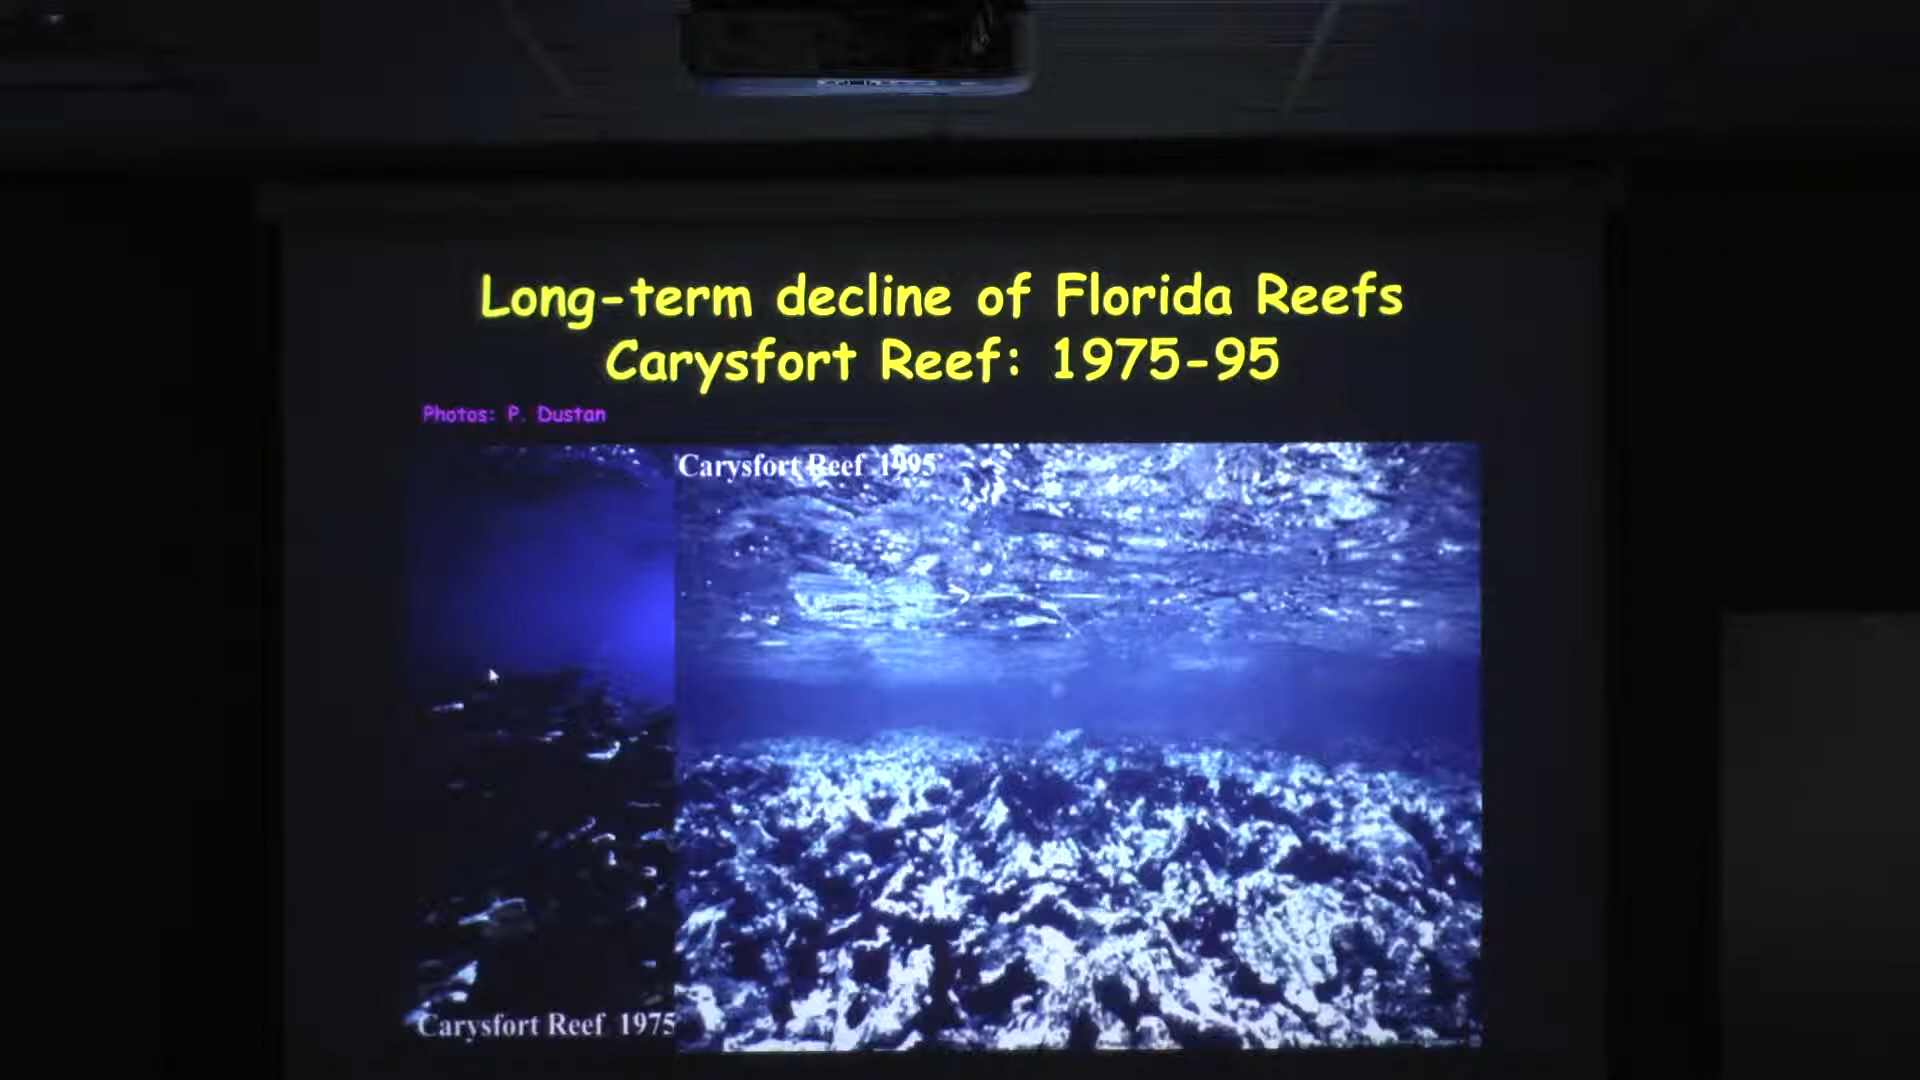 Long-term decline of Florida Reefs
Carysfort Reef: 1975-95
Photos: P. Dustan
Carysfort Reef 1995
Carysfort Reef 1975